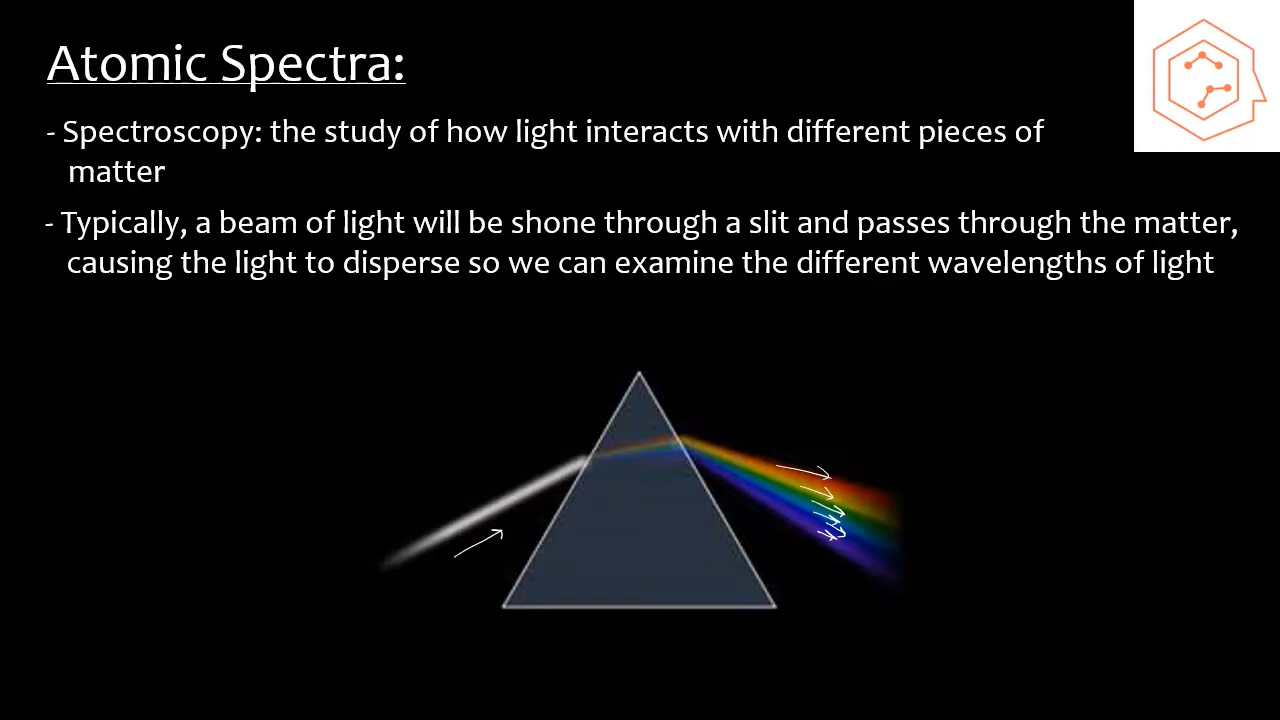 Atomic Spectra:
- Spectroscopy: the study of how light interacts with different pieces of
matter
- Typically, a beam of light will be shone through a slit and passes through the matter,
causing the light to disperse so we can examine the different wavelengths of light